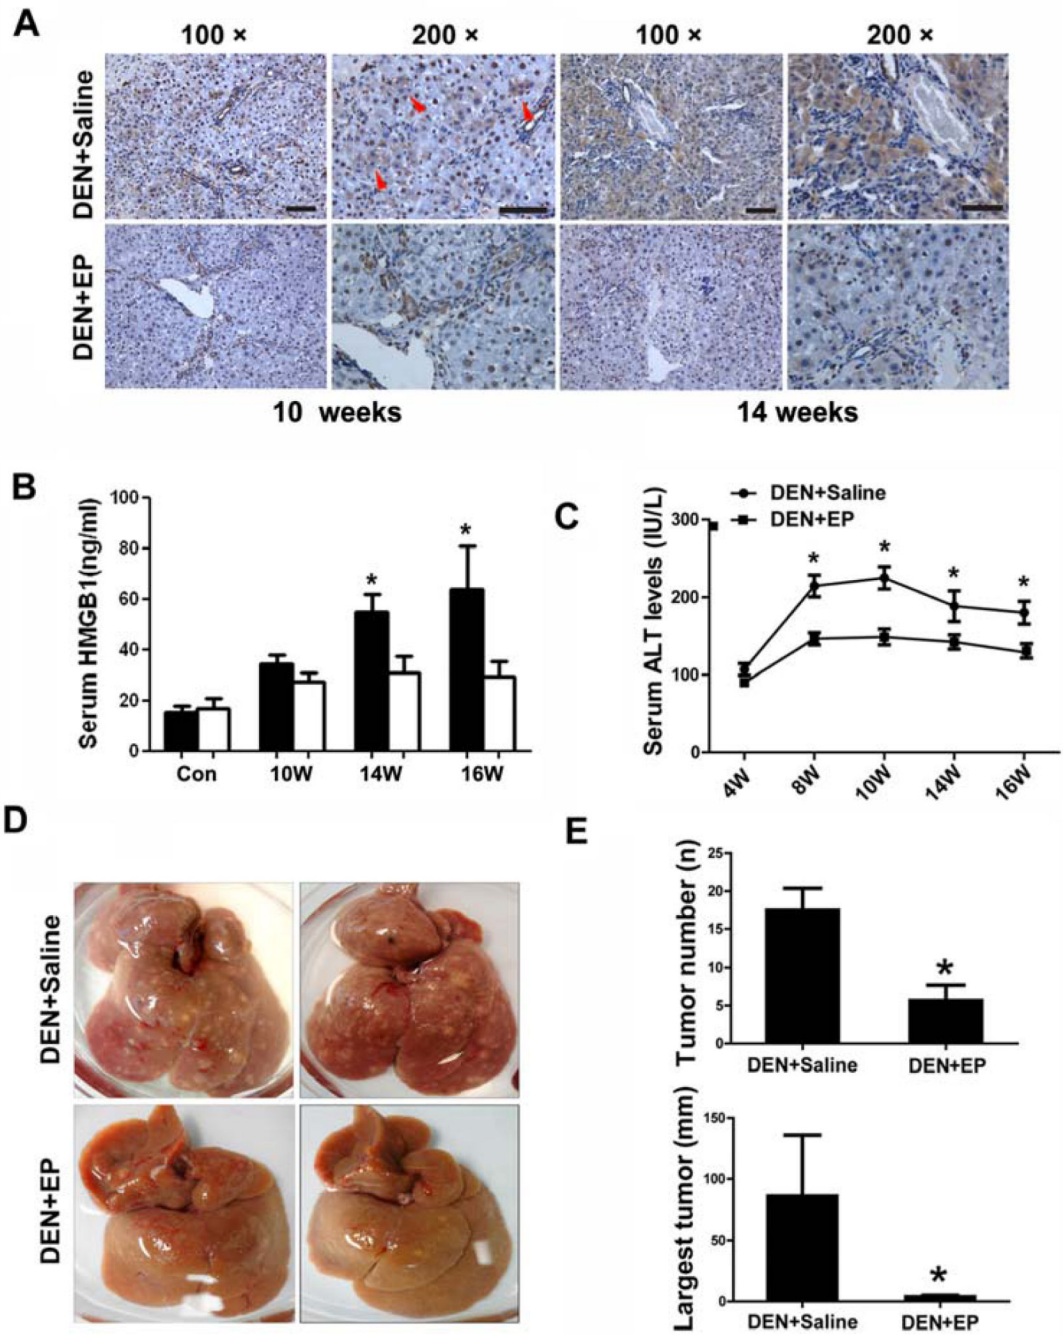 A
100 × 200 × 100 × 200 ×
DEN+Saline
DEN+EP
10 weeks 14 weeks
B
Serum HMGB1(ng/ml)
100
80
60
40
20
0
* *
Con 10W 14W 16W
C
DEN+Saline
DEN+EP
Serum ALT levels (IU/L)
300
200
100
0
* * * *
4W 8W 10W 14W 16W
D
DEN+Saline
DEN+EP
E
Tumor number (n)
25
20
15
10
5
0
*
DEN+Saline DEN+EP
Largest tumor (mm)
150
100
50
0
*
DEN+Saline DEN+EP